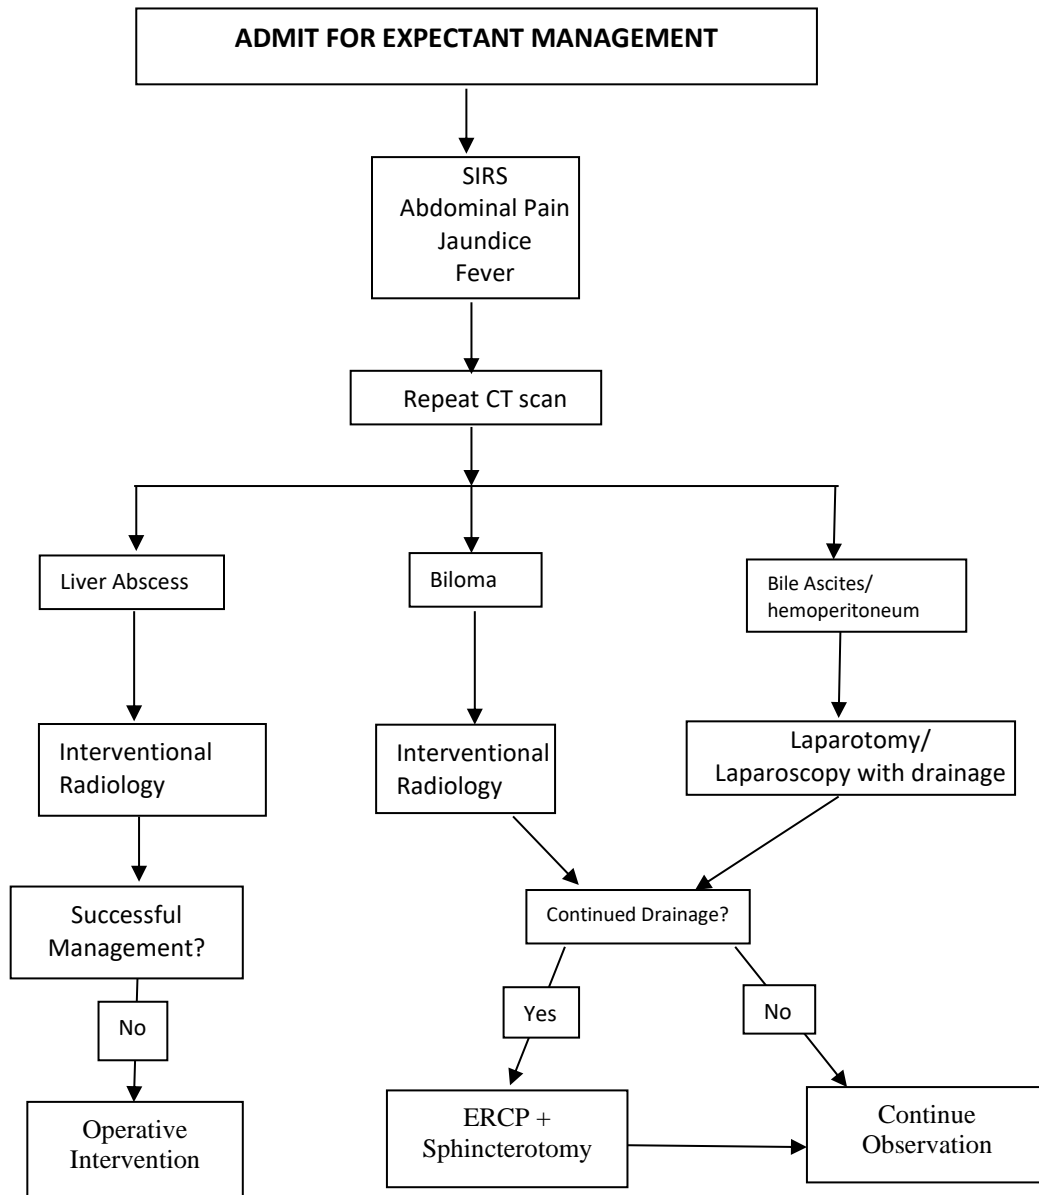 ADMIT FOR EXPECTANT MANAGEMENT
SIRS
Abdominal Pain
Jaundice
Fever
Repeat CT scan
Liver Abscess
Biloma
Bile Ascites/
hemoperitoneum
Interventional
Radiology
Interventional
Radiology
Laparotomy/
Laparoscopy with drainage
Successful
Management?
Continued Drainage?
No
Yes
No
Operative
Intervention
ERCP +
Sphincterotomy
Continue
Observation